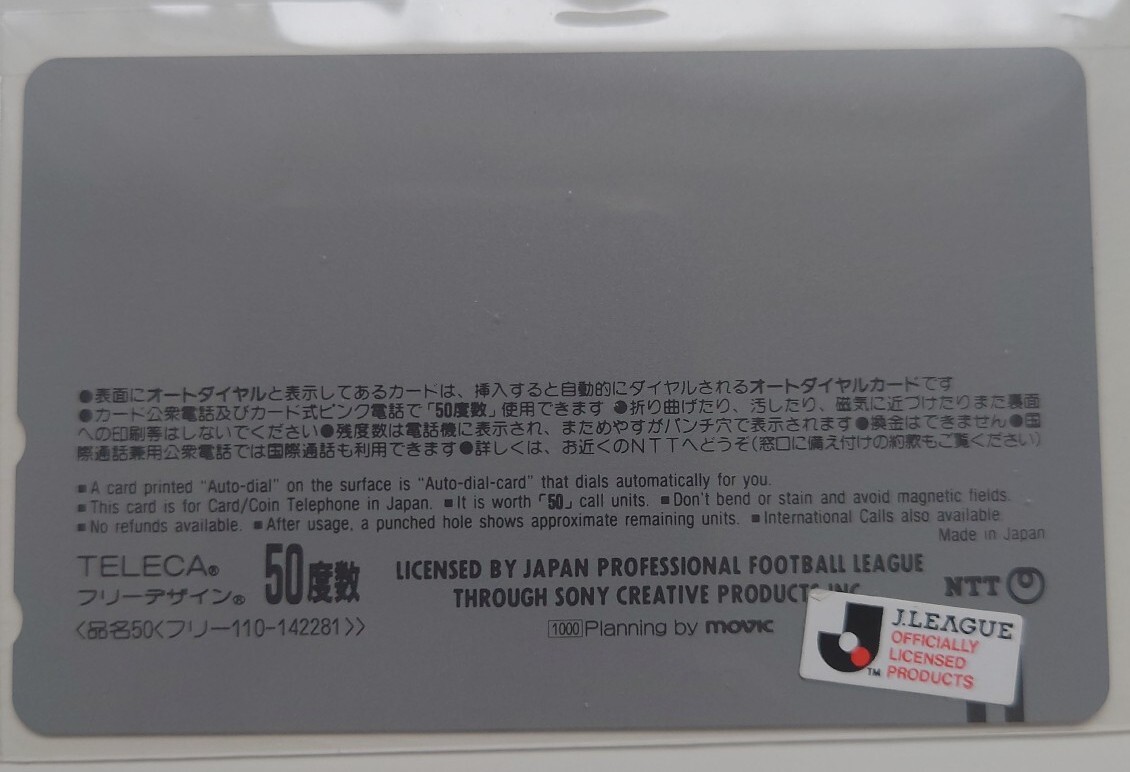 ●表面にオートダイヤルと表示してあるカードは、挿入すると自動的にダイヤルされるオートダイヤルカードです
●カード公衆電話及びカード式ピンク電話で「50度数」使用できます ●折り曲げたり、汚したり、磁気に近づけたりまた裏面
への印刷等はしないでください●残度数は電話機に表示され、まためやすがパンチ穴で表示されます●換金はできません●国
際通話兼用公衆電話では国際通話も利用できます●詳しくは、お近くのNTTへどうぞ(窓口に備え付けの約款もご覧ください)
■A card printed "Auto-dial" on the surface is "Auto-dial-card" that dials automatically for you.
■This card is for Card/Coin Telephone in Japan. ■It is worth「50」call units. ■Don't bend or stain and avoid magnetic fields.
■No refunds available. ■After usage, a punched hole shows approximate remaining units. ■International Calls also available.
Made in Japan
TELECA® 50度数
フリーデザイン®
〈品名50〈フリー110-142281〉〉
LICENSED BY JAPAN PROFESSIONAL FOOTBALL LEAGUE
THROUGH SONY CREATIVE PRODUCTS INC
1000 Planning by movic
NTT
J.LEAGUE
OFFICIALLY
LICENSED
PRODUCTS
TM